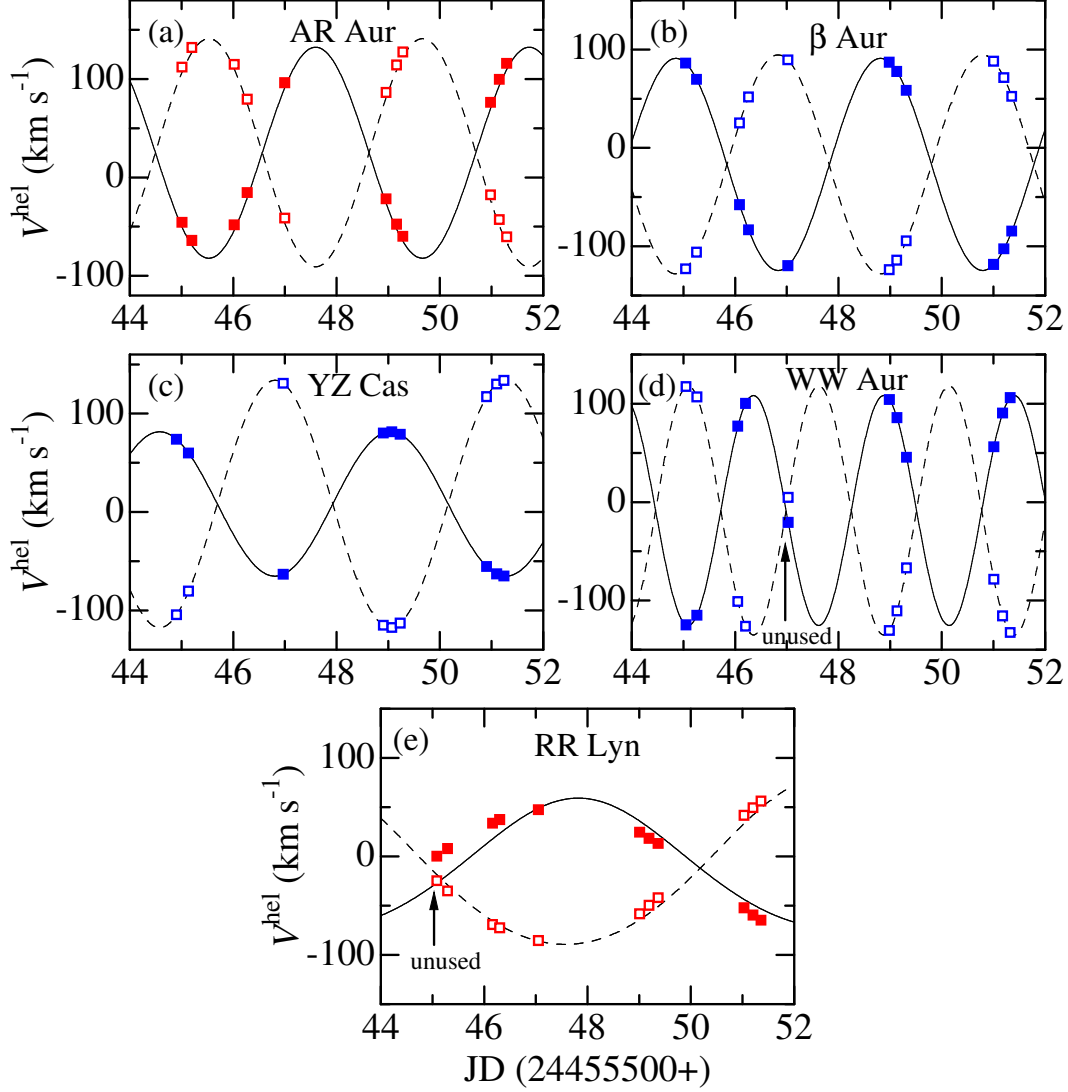 (a) AR Aur
100
0
-100
V^hel (km s^-1)
44 46 48 50 52
(b) β Aur
100
0
-100
44 46 48 50 52
(c) YZ Cas
100
0
-100
V^hel (km s^-1)
44 46 48 50 52
(d) WW Aur
100
0
-100
unused
44 46 48 50 52
(e) RR Lyn
100
0
-100
V^hel (km s^-1)
unused
44 46 48 50 52
JD (24455500+)